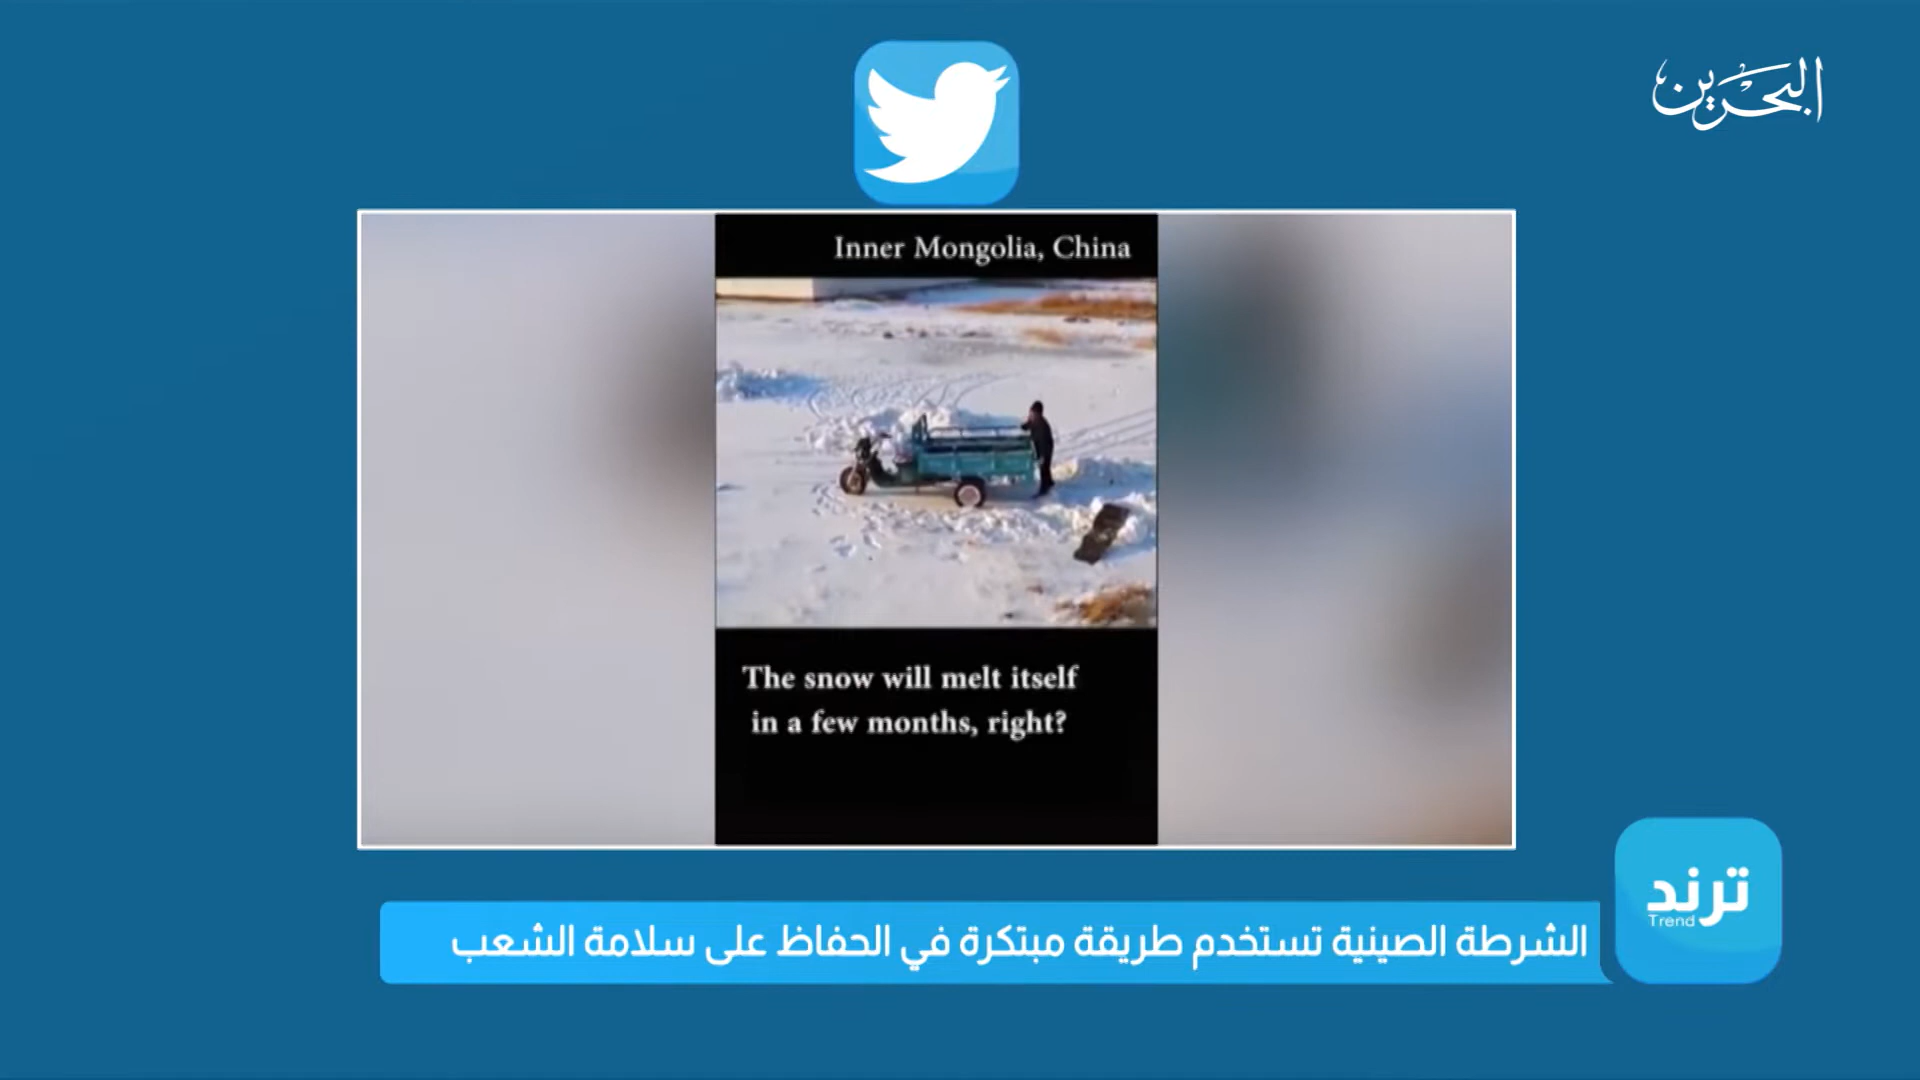 البحرين
Inner Mongolia, China
The snow will melt itself
in a few months, right?
ترند
Trend
الشرطة الصينية تستخدم طريقة مبتكرة في الحفاظ على سلامة الشعب